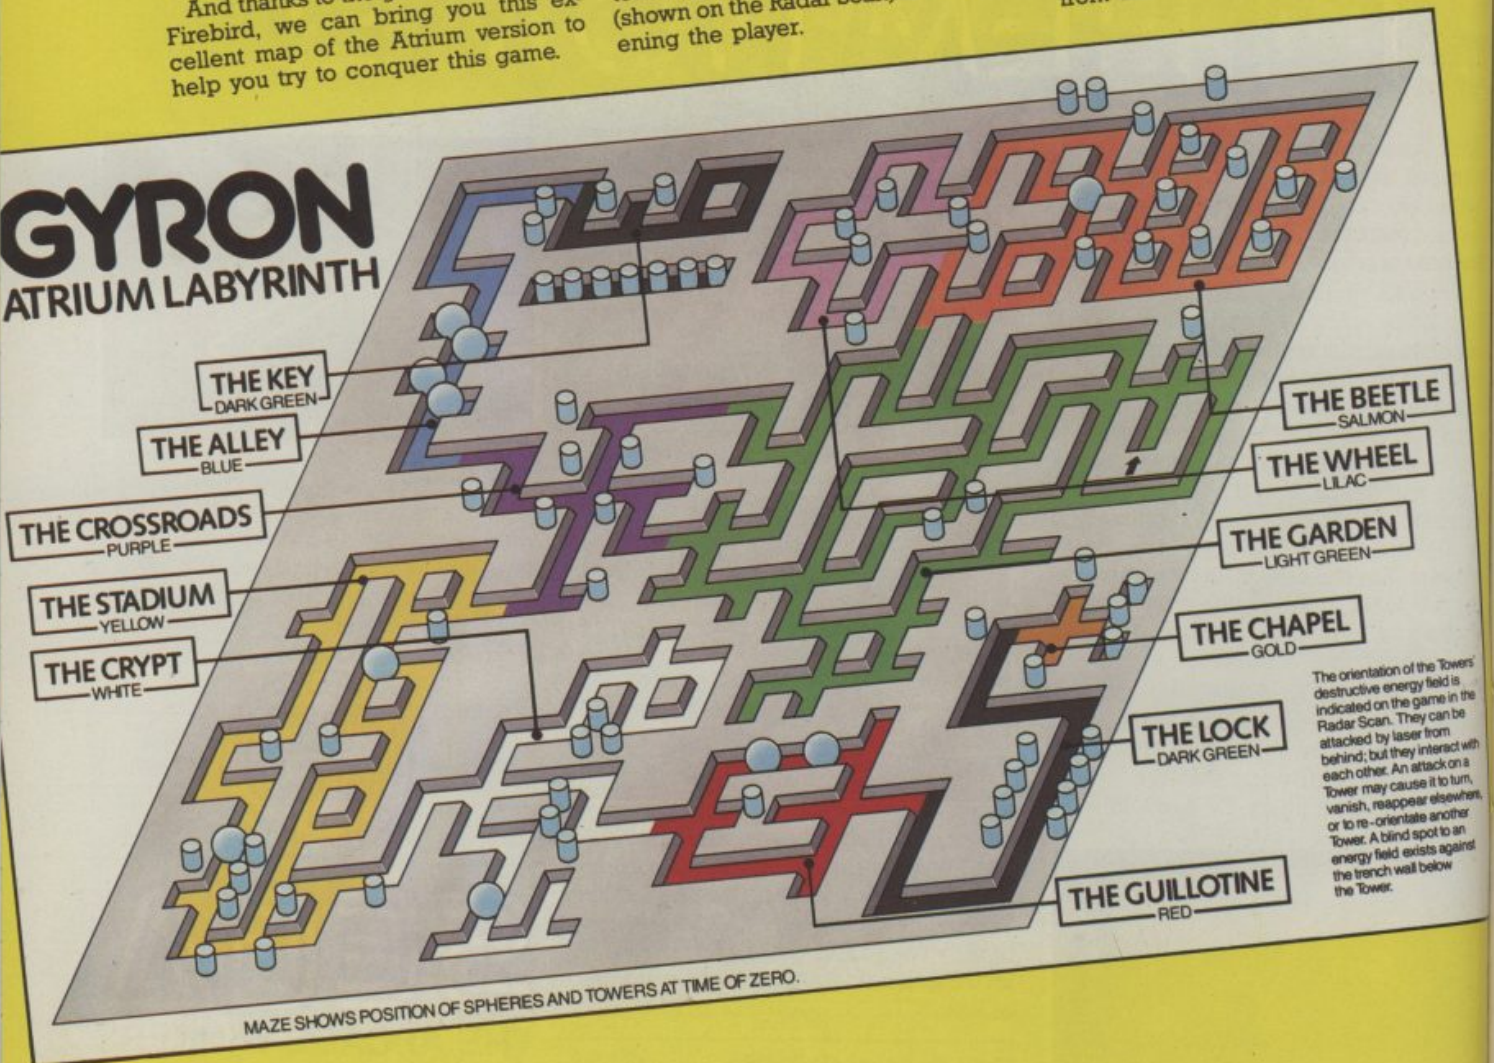 And thanks to the
Firebird, we can bring you this ex-
cellent map of the Atrium version to
help you try to conquer this game.
(shown on the Radar Scan,
ening the player.
GYRON
ATRIUM LABYRINTH
THE KEY
DARK GREEN
THE ALLEY
BLUE
THE CROSSROADS
PURPLE
THE STADIUM
YELLOW
THE CRYPT
WHITE
THE BEETLE
SALMON
THE WHEEL
LILAC
THE GARDEN
LIGHT GREEN
THE CHAPEL
GOLD
THE LOCK
DARK GREEN
THE GUILLOTINE
RED
The orientation of the Towers'
destructive energy field is
indicated on the game in the
Radar Scan. They can be
attacked by laser from
behind; but they interact with
each other. An attack on a
Tower may cause it to turn,
vanish, reappear elsewhere,
or to re-orientate another
Tower. A blind spot to an
energy field exists against
the trench wall below
the Tower.
MAZE SHOWS POSITION OF SPHERES AND TOWERS AT TIME OF ZERO.